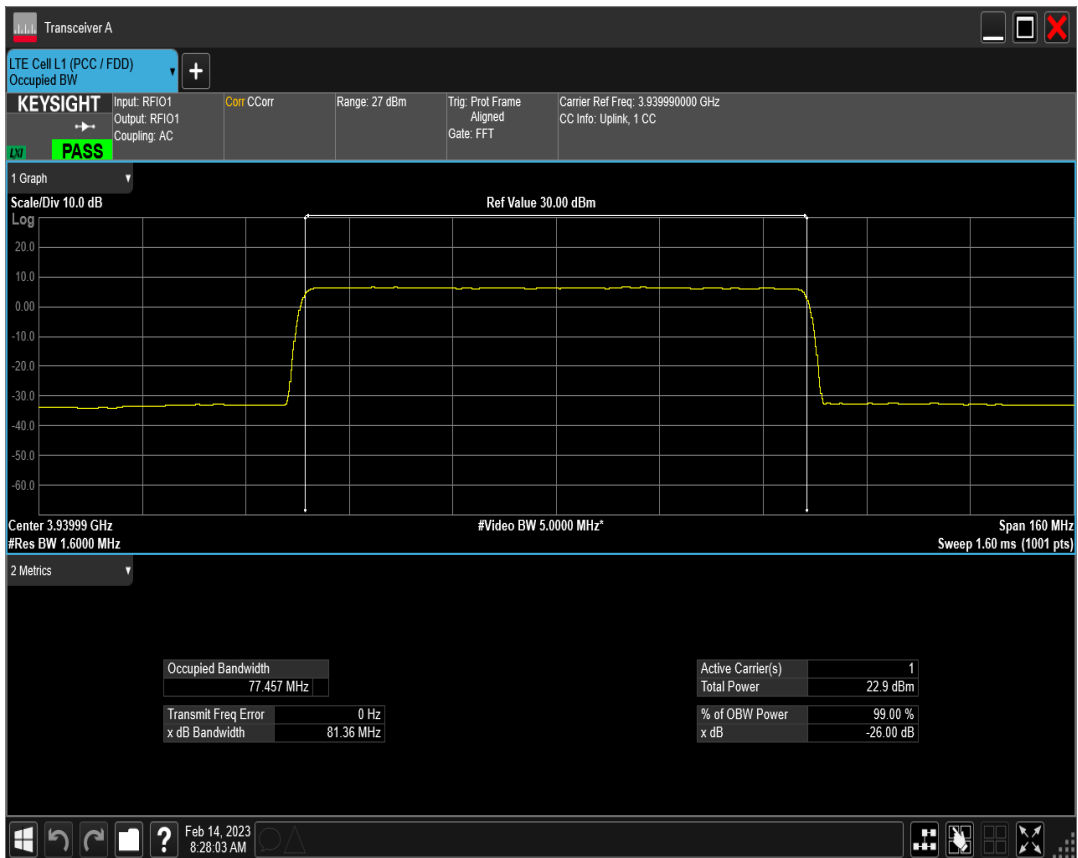 Transceiver A
LTE Cell L1 (PCC / FDD)
Occupied BW
KEYSIGHT
LXI
PASS
Input: RFIO1
Output: RFIO1
Coupling: AC
Corr CCorr
Range: 27 dBm
Trig: Prot Frame
Aligned
Gate: FFT
Carrier Ref Freq: 3.939990000 GHz
CC Info: Uplink, 1 CC
1 Graph
Scale/Div 10.0 dB
Ref Value 30.00 dBm
Log
20.0
10.0
0.00
-10.0
-20.0
-30.0
-40.0
-50.0
-60.0
Center 3.93999 GHz
#Video BW 5.0000 MHz*
Span 160 MHz
#Res BW 1.6000 MHz
Sweep 1.60 ms (1001 pts)
2 Metrics
Occupied Bandwidth
77.457 MHz
Transmit Freq Error 0 Hz
x dB Bandwidth 81.36 MHz
Active Carrier(s) 1
Total Power 22.9 dBm
% of OBW Power 99.00 %
x dB -26.00 dB
?
Feb 14, 2023
8:28:03 AM